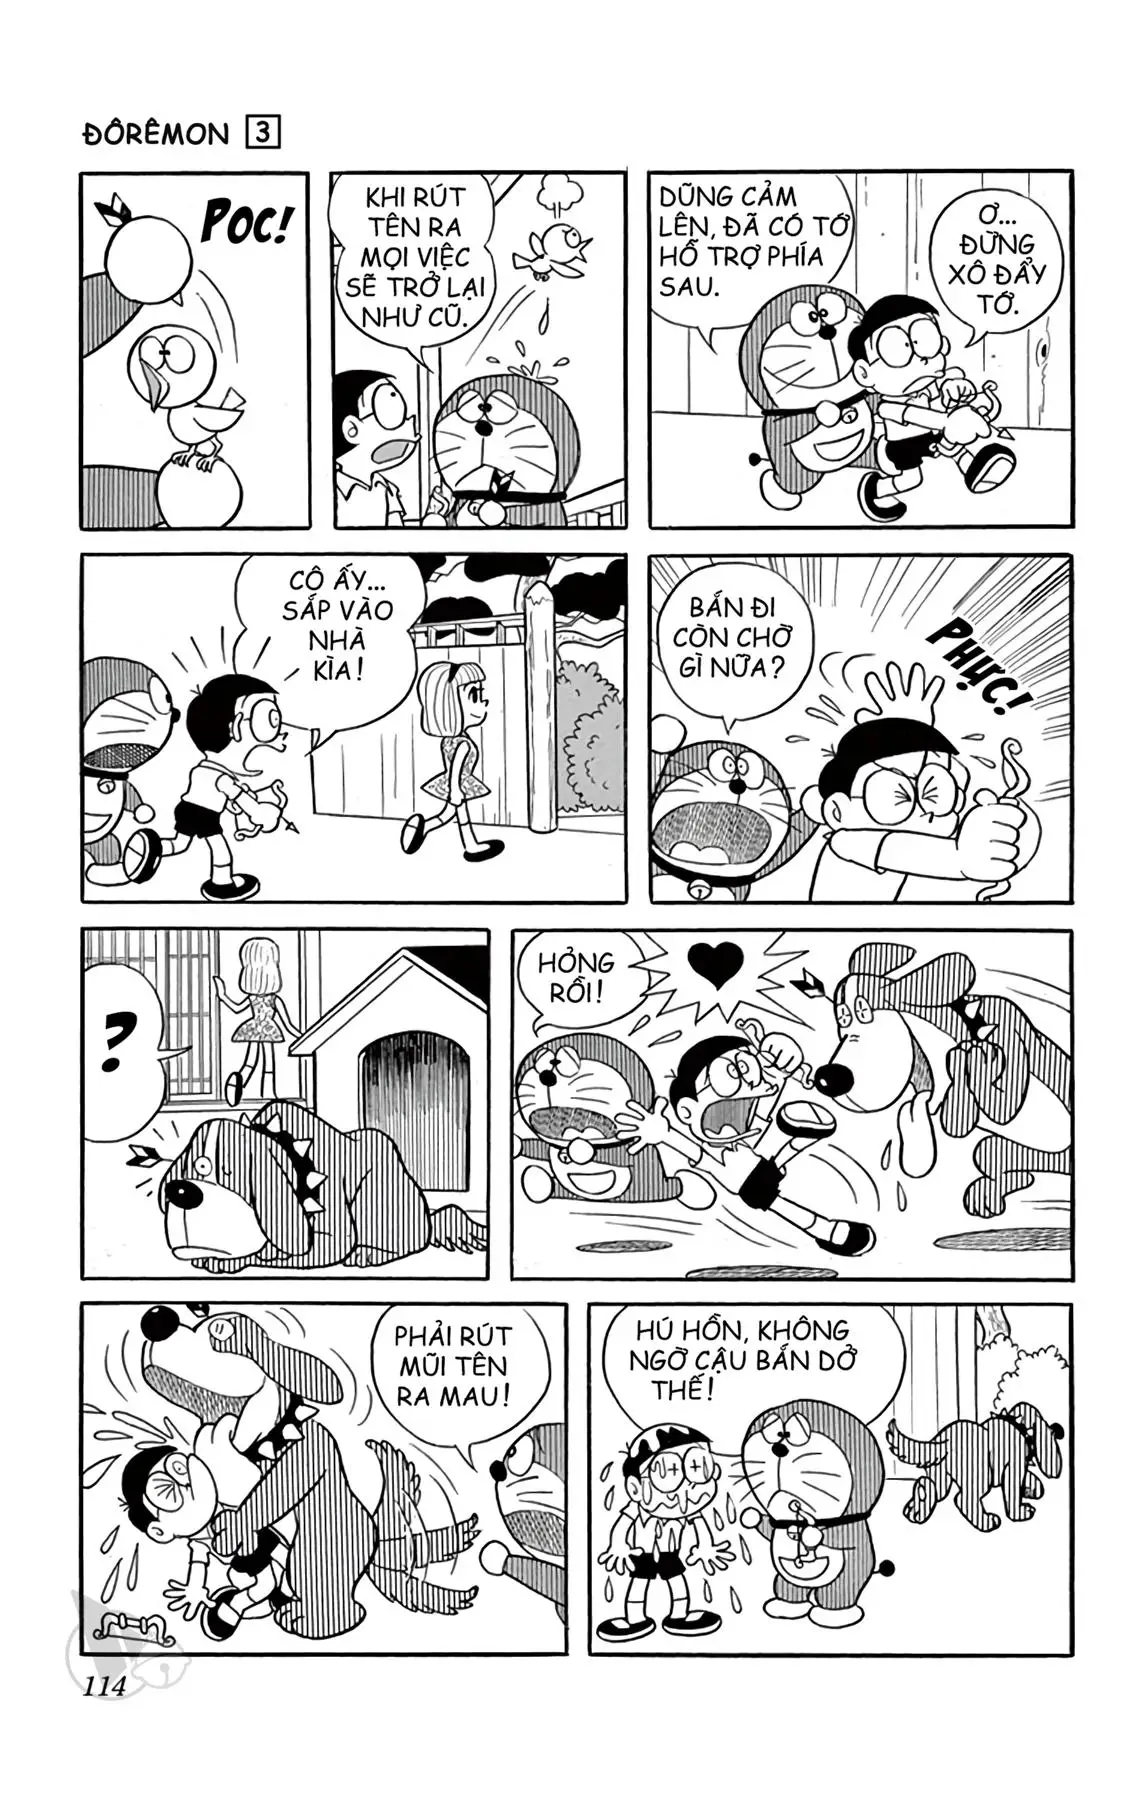 ĐÔRÊMON 3
POC!
KHI RÚT
TÊN RA
MỌI VIỆC
SẼ TRỞ LẠI
NHƯ CŨ.
DŨNG CẢM
LÊN, ĐÃ CÓ TỚ
HỖ TRỢ PHÍA
SAU.
Ơ...
ĐỪNG
XÔ ĐẨY
TỚ.
CÔ ẤY...
SẮP VÀO
NHÀ
KÌA!
BẮN ĐI
CÒN CHỜ
GÌ NỮA?
PHỰC!
?
HỎNG
RỒI!
PHẢI RÚT
MŨI TÊN
RA MAU!
HÚ HỒN, KHÔNG
NGỜ CẬU BẮN DỞ
THẾ!
114